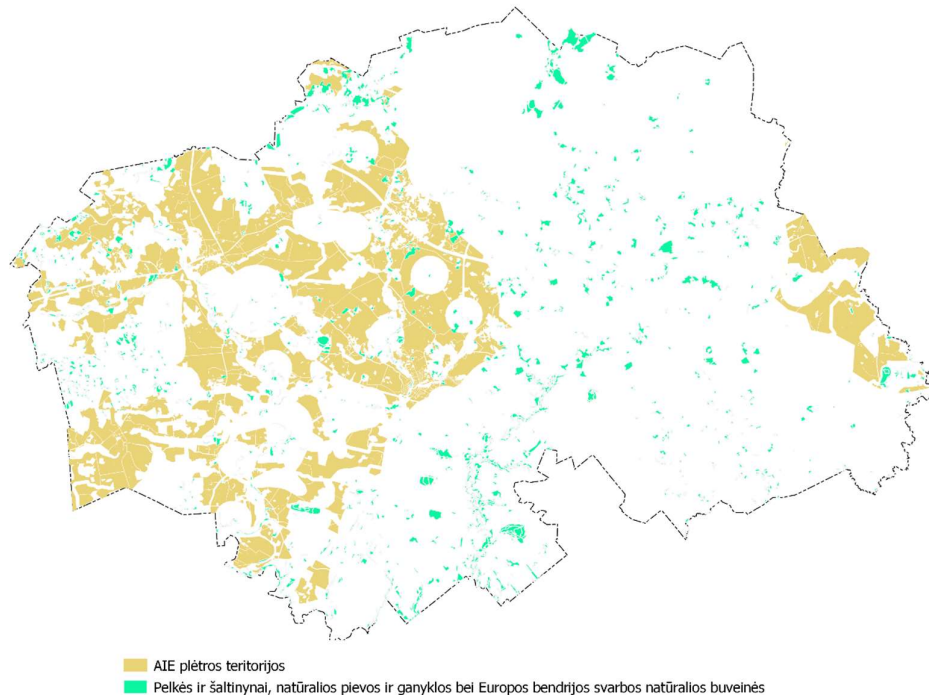 AIE plėtros teritorijos
Pelkės ir šaltinynai, natūralios pievos ir ganyklos bei Europos bendrijos svarbos natūralios buveinės